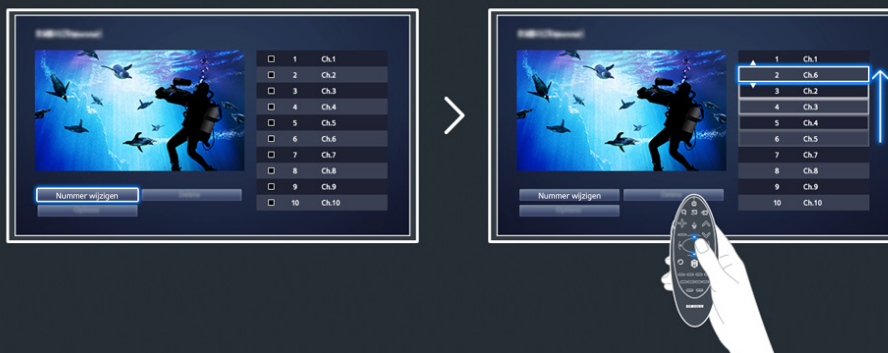 1 Ch.1
2 Ch.2
3 Ch.3
4 Ch.4
5 Ch.5
6 Ch.6
7 Ch.7
8 Ch.8
9 Ch.9
10 Ch.10
Nummer wijzigen
1 Ch.1
2 Ch.6
3 Ch.2
4 Ch.3
5 Ch.4
6 Ch.5
7 Ch.7
8 Ch.8
9 Ch.9
10 Ch.10
Nummer wijzigen